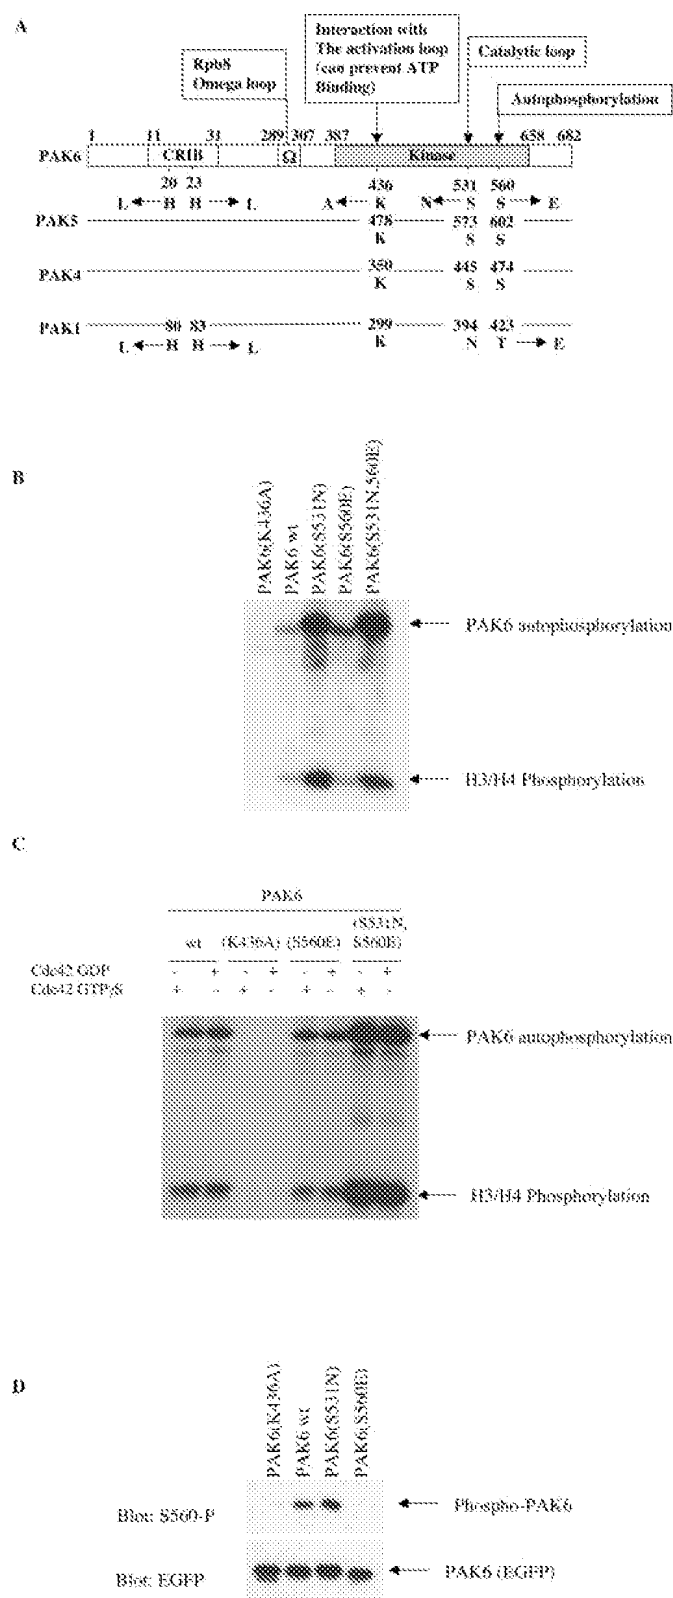 A
Interaction with
The activation loop
(can prevent ATP
Binding)
Catalytic loop
Rpb8
Omega loop
Autophosphorylation
1 11 31 289 307 387 658 682
PAK6 CRIB Ω Kinase
20 23 436 531 560
L H H L A K N S S E
PAK5 478 573 602
K S S
PAK4 350 445 474
K S S
PAK1 80 83 299 394 423
L H H L K N T E
B
PAK6(K436A)
PAK6 wt
PAK6(S531N)
PAK6(S560E)
PAK6(S531N,560E)
PAK6 autophosphorylation
H3/H4 Phosphorylation
C
PAK6
wt (K436A) (S560E) (S531N, S560E)
Cdc42 GDP - + - + - + - +
Cdc42 GTPγS + - + - + - + -
PAK6 autophosphorylation
H3/H4 Phosphorylation
D
PAK6(K436A)
PAK6 wt
PAK6(S531N)
PAK6(S560E)
Blot: S560-P
Phospho-PAK6
Blot: EGFP
PAK6 (EGFP)